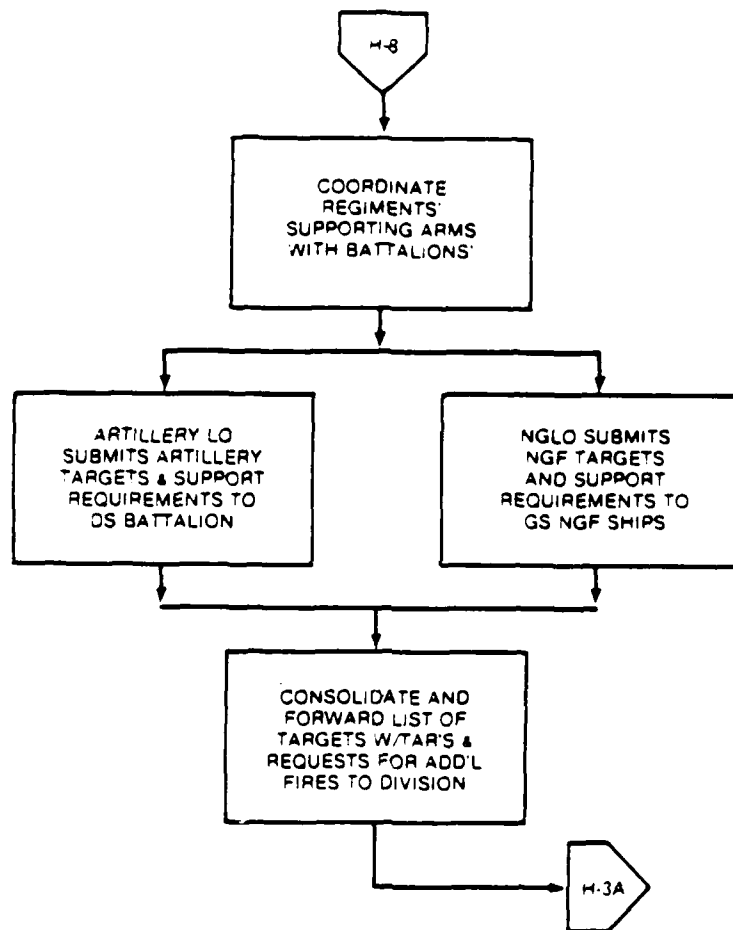 H-8
COORDINATE
REGIMENTS'
SUPPORTING ARMS
WITH BATTALIONS'
ARTILLERY LO
SUBMITS ARTILLERY
TARGETS & SUPPORT
REQUIREMENTS TO
DS BATTALION
NGLO SUBMITS
NGF TARGETS
AND SUPPORT
REQUIREMENTS TO
GS NGF SHIPS
CONSOLIDATE AND
FORWARD LIST OF
TARGETS W/TAR'S &
REQUESTS FOR ADD'L
FIRES TO DIVISION
H-3A